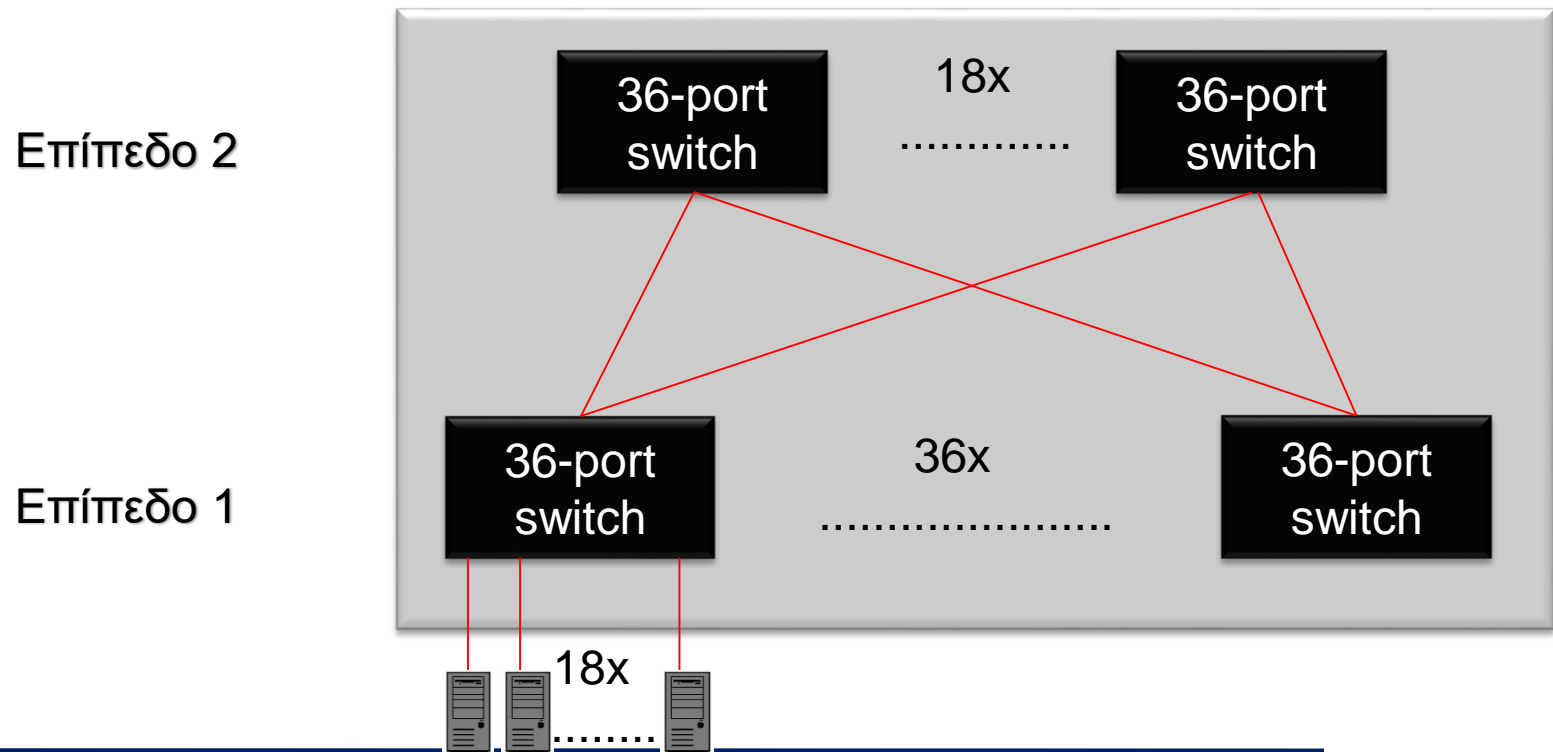 36-port
switch
18x
.............
36-port
switch
Επίπεδο 2
36-port
switch
36x
......................
36-port
switch
Επίπεδο 1
18x
........